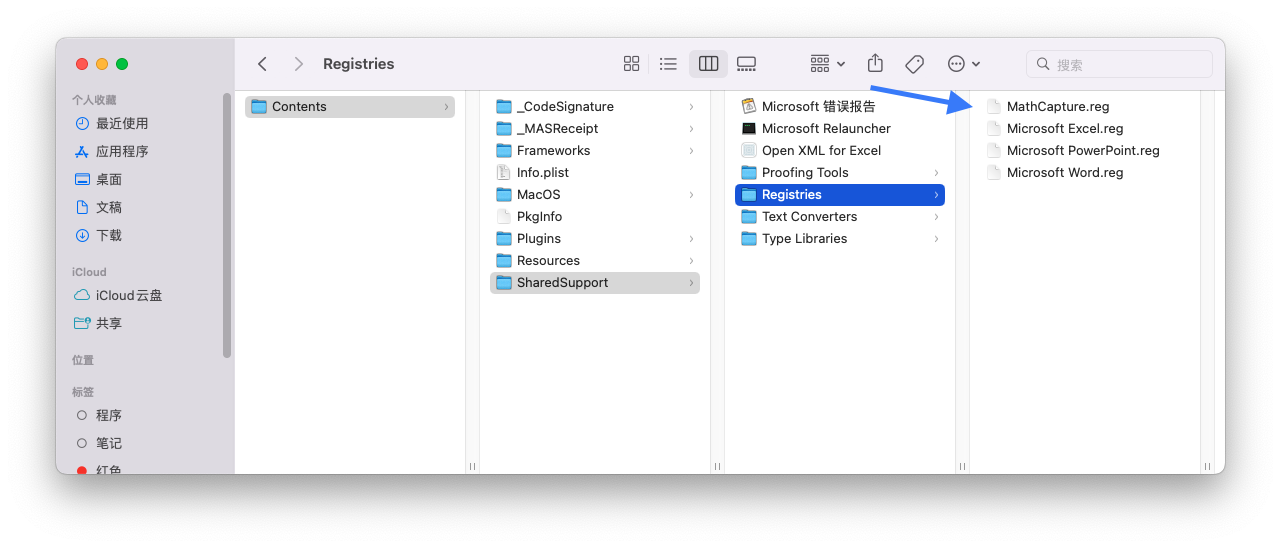 Registries
搜索
个人收藏
最近使用
应用程序
桌面
文稿
下载
iCloud
iCloud云盘
共享
位置
标签
程序
笔记
红色
Contents
_CodeSignature
_MASReceipt
Frameworks
Info.plist
MacOS
PkgInfo
Plugins
Resources
SharedSupport
Microsoft 错误报告
Microsoft Relauncher
Open XML for Excel
Proofing Tools
Registries
Text Converters
Type Libraries
MathCapture.reg
Microsoft Excel.reg
Microsoft PowerPoint.reg
Microsoft Word.reg